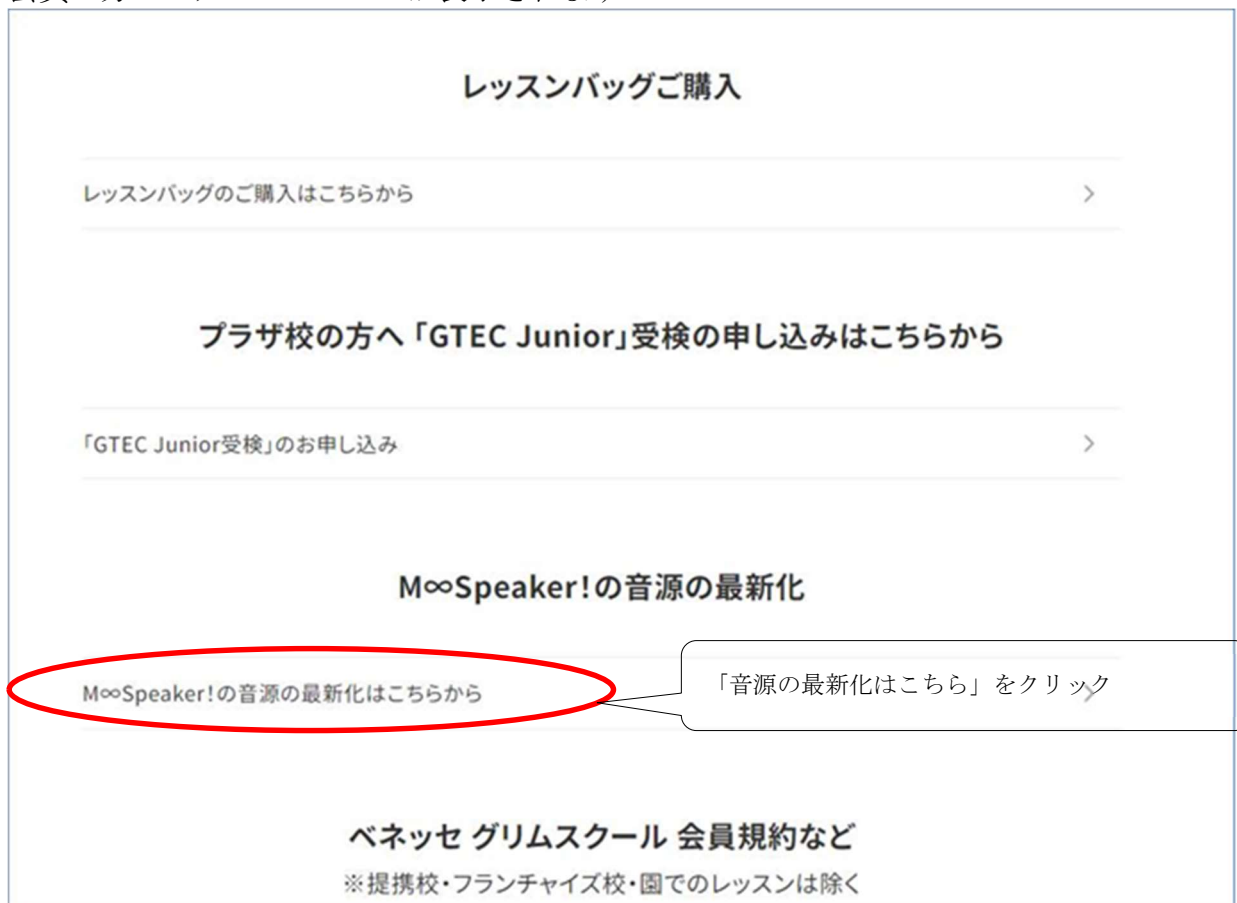 レッスンバッグご購入
レッスンバッグのご購入はこちらから
プラザ校の方へ「GTEC Junior」受検の申し込みはこちらから
「GTEC Junior受検」のお申し込み
M∞Speaker!の音源の最新化
M∞Speaker!の音源の最新化はこちらから
「音源の最新化はこちら」をクリック
ベネッセ グリムスクール 会員規約など
※提携校・フランチャイズ校・園でのレッスンは除く